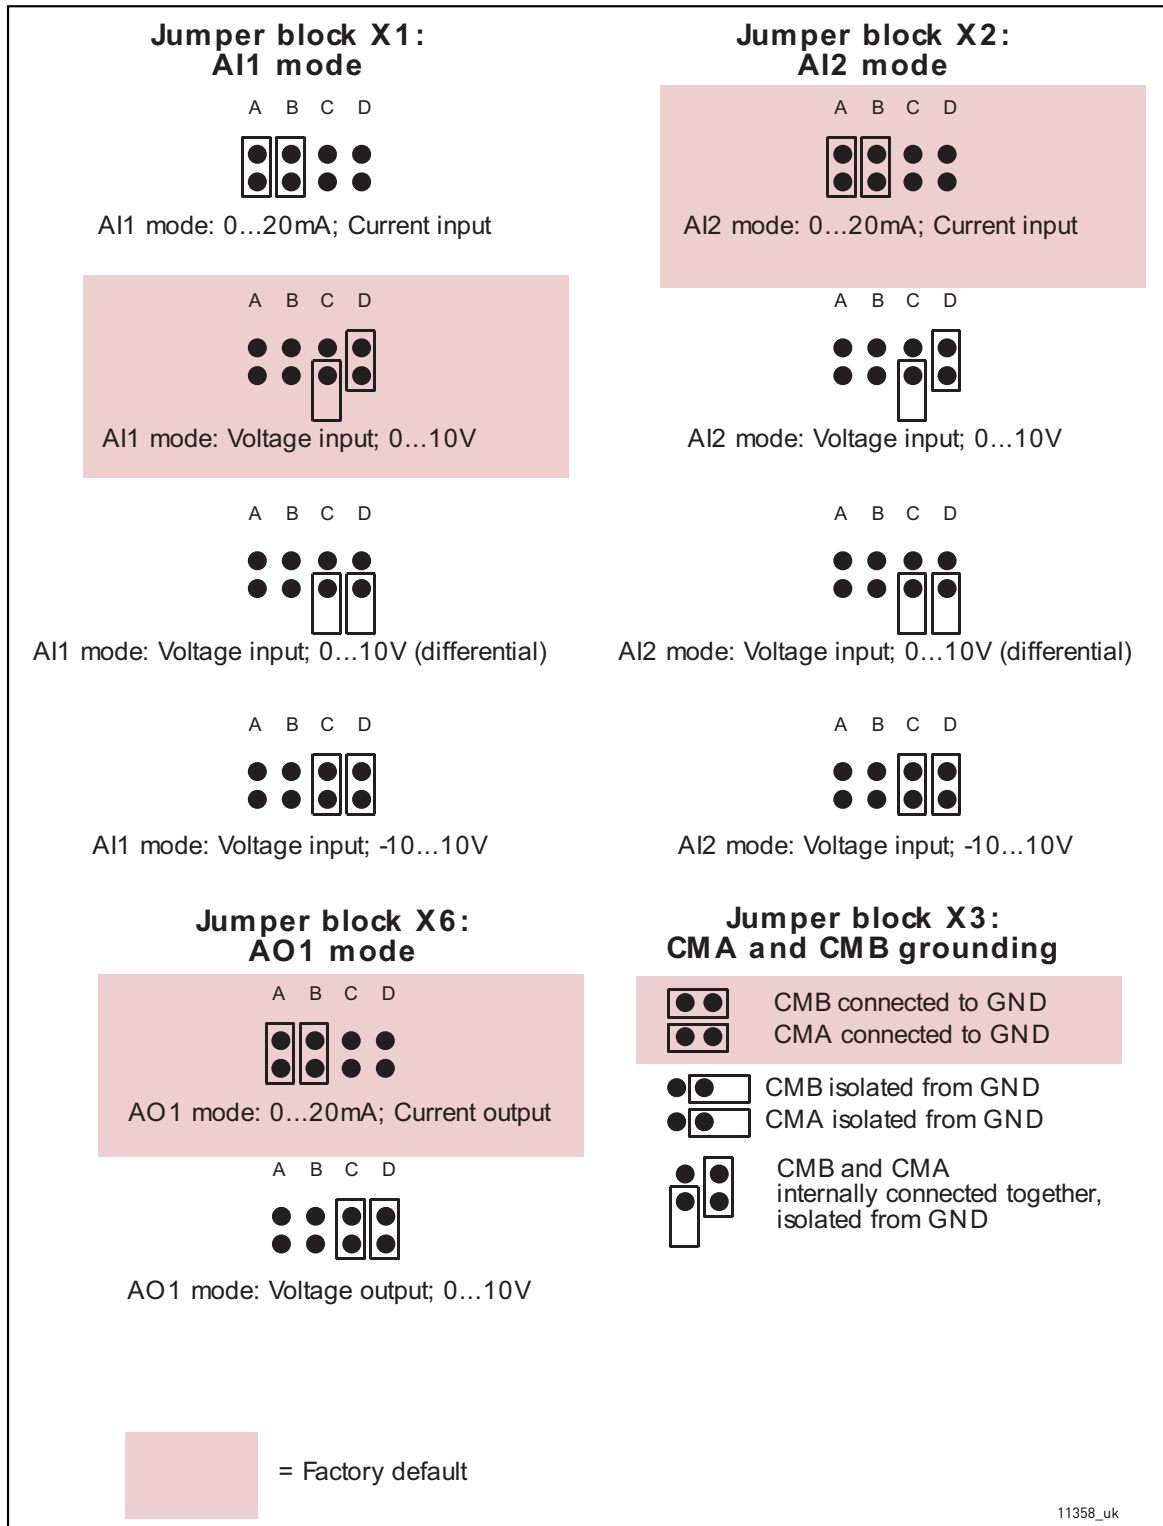 Jumper block X1:
AI1 mode
A B C D
AI1 mode: 0...20mA; Current input
A B C D
AI1 mode: Voltage input; 0...10V
A B C D
AI1 mode: Voltage input; 0...10V (differential)
A B C D
AI1 mode: Voltage input; -10...10V
Jumper block X2:
AI2 mode
A B C D
AI2 mode: 0...20mA; Current input
A B C D
AI2 mode: Voltage input; 0...10V
A B C D
AI2 mode: Voltage input; 0...10V (differential)
A B C D
AI2 mode: Voltage input; -10...10V
Jumper block X6:
AO1 mode
A B C D
AO1 mode: 0...20mA; Current output
A B C D
AO1 mode: Voltage output; 0...10V
Jumper block X3:
CMA and CMB grounding
CMB connected to GND
CMA connected to GND
CMB isolated from GND
CMA isolated from GND
CMB and CMA
internally connected together,
isolated from GND
= Factory default
11358_uk